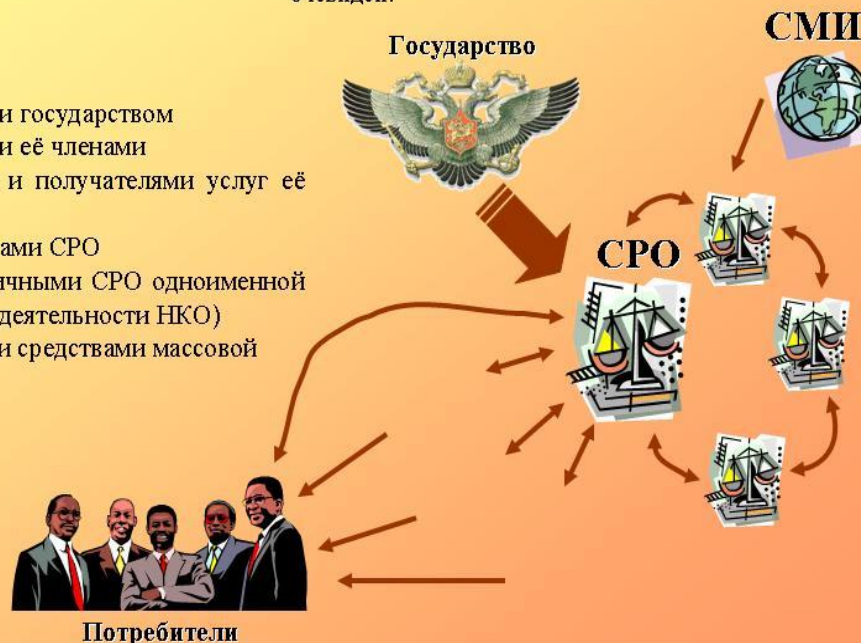 Государство
СМИ
и государством
и её членами
и получателями услуг её
ами СРО
ичными СРО одноименной
деятельности НКО)
и средствами массовой
СРО
Потребители